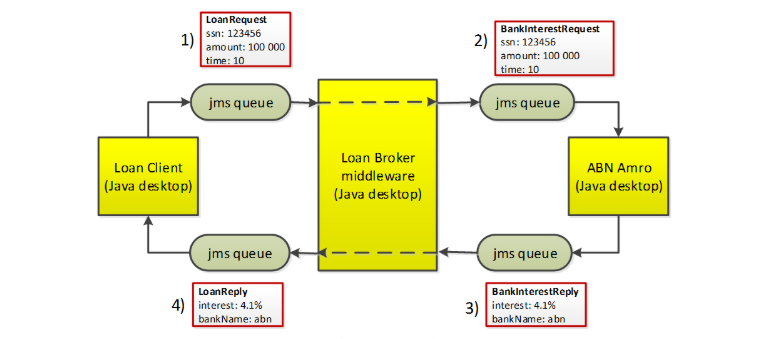 1)
LoanRequest
ssn: 123456
amount: 100 000
time: 10
2)
BankInterestRequest
ssn: 123456
amount: 100 000
time: 10
jms queue
jms queue
Loan Client
(Java desktop)
Loan Broker
middleware
(Java desktop)
ABN Amro
(Java desktop)
jms queue
jms queue
4)
LoanReply
interest: 4.1%
bankName: abn
3)
BankInterestReply
interest: 4.1%
bankName: abn